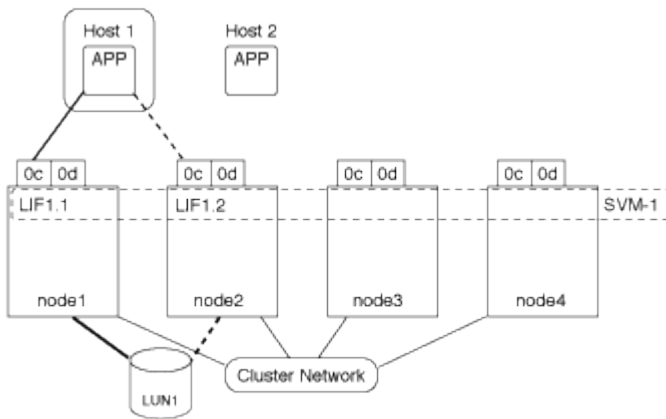 Host 1 Host 2
APP APP
0c 0d 0c 0d 0c 0d 0c 0d
LIF1.1 LIF1.2 SVM-1
node1 node2 node3 node4
Cluster Network
LUN1